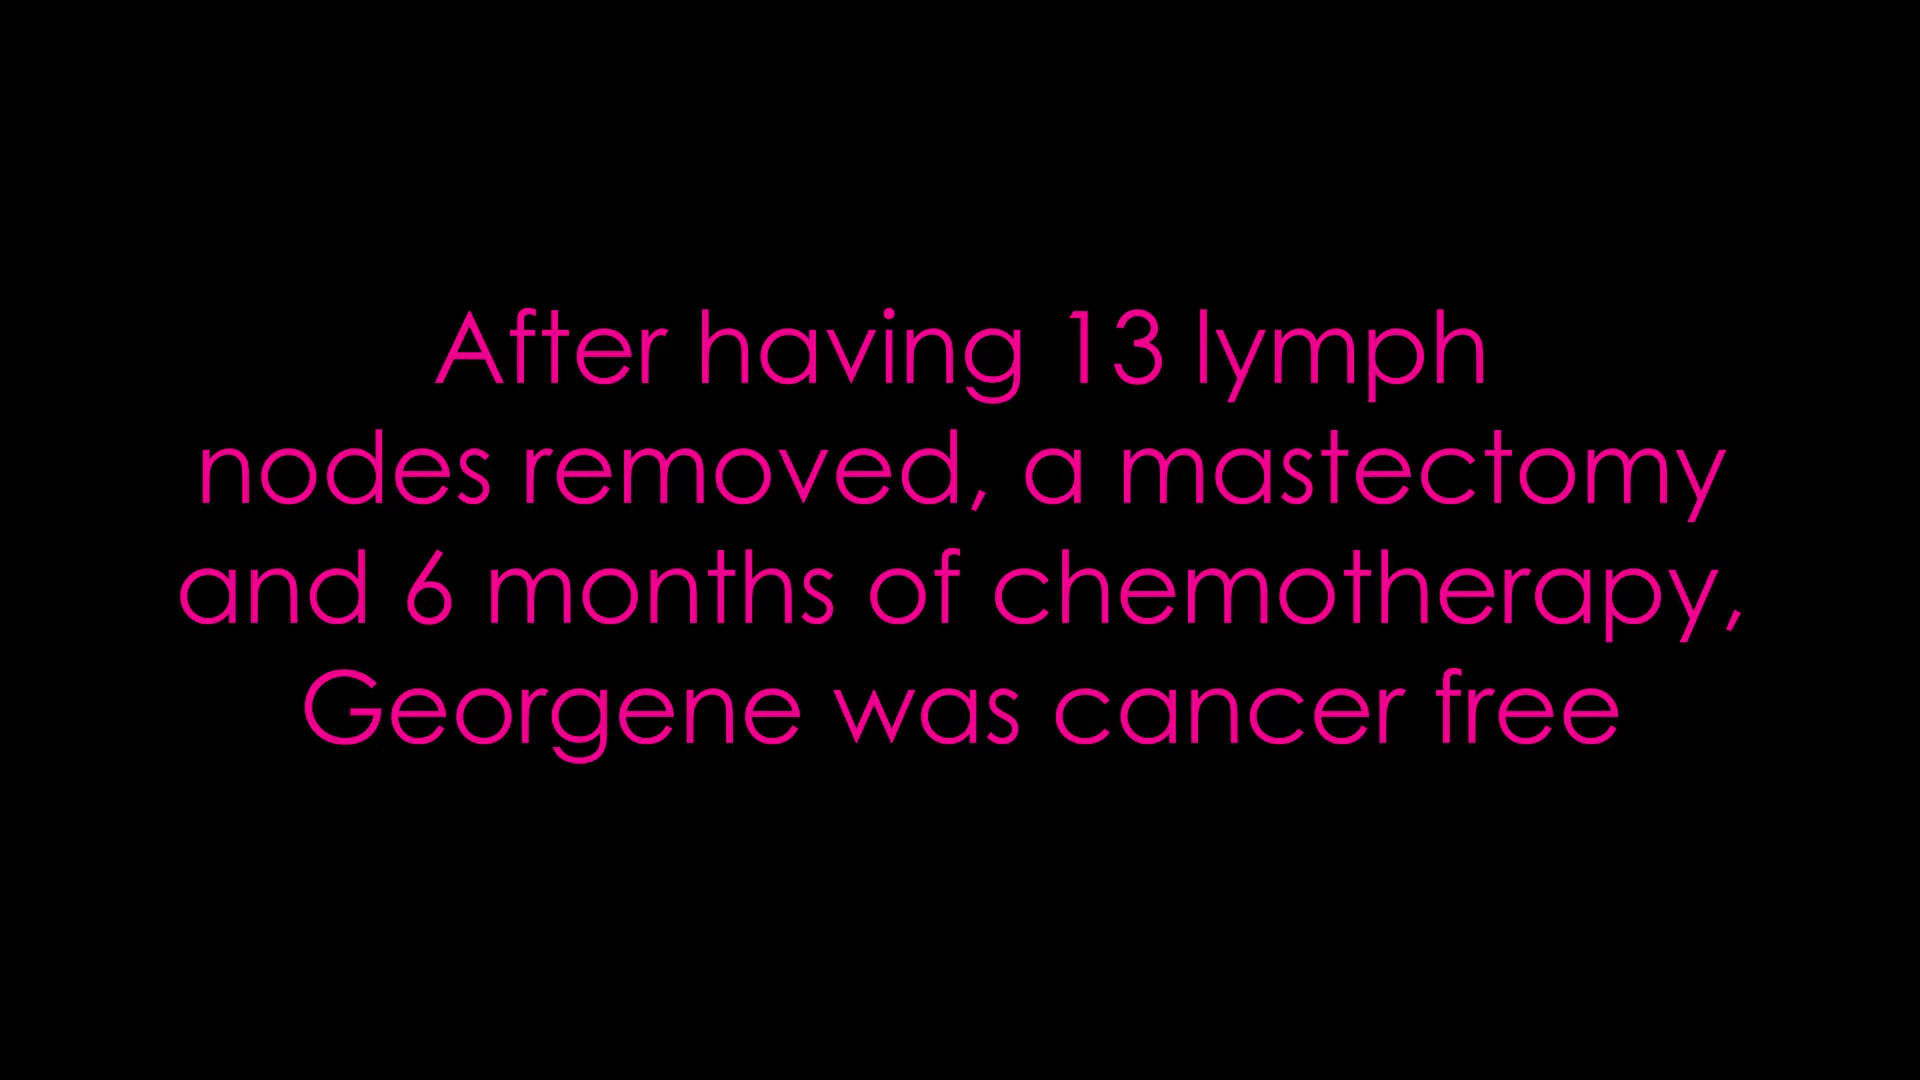 After having 13 lymph
nodes removed, a mastectomy
and 6 months of chemotherapy,
Georgene was cancer free